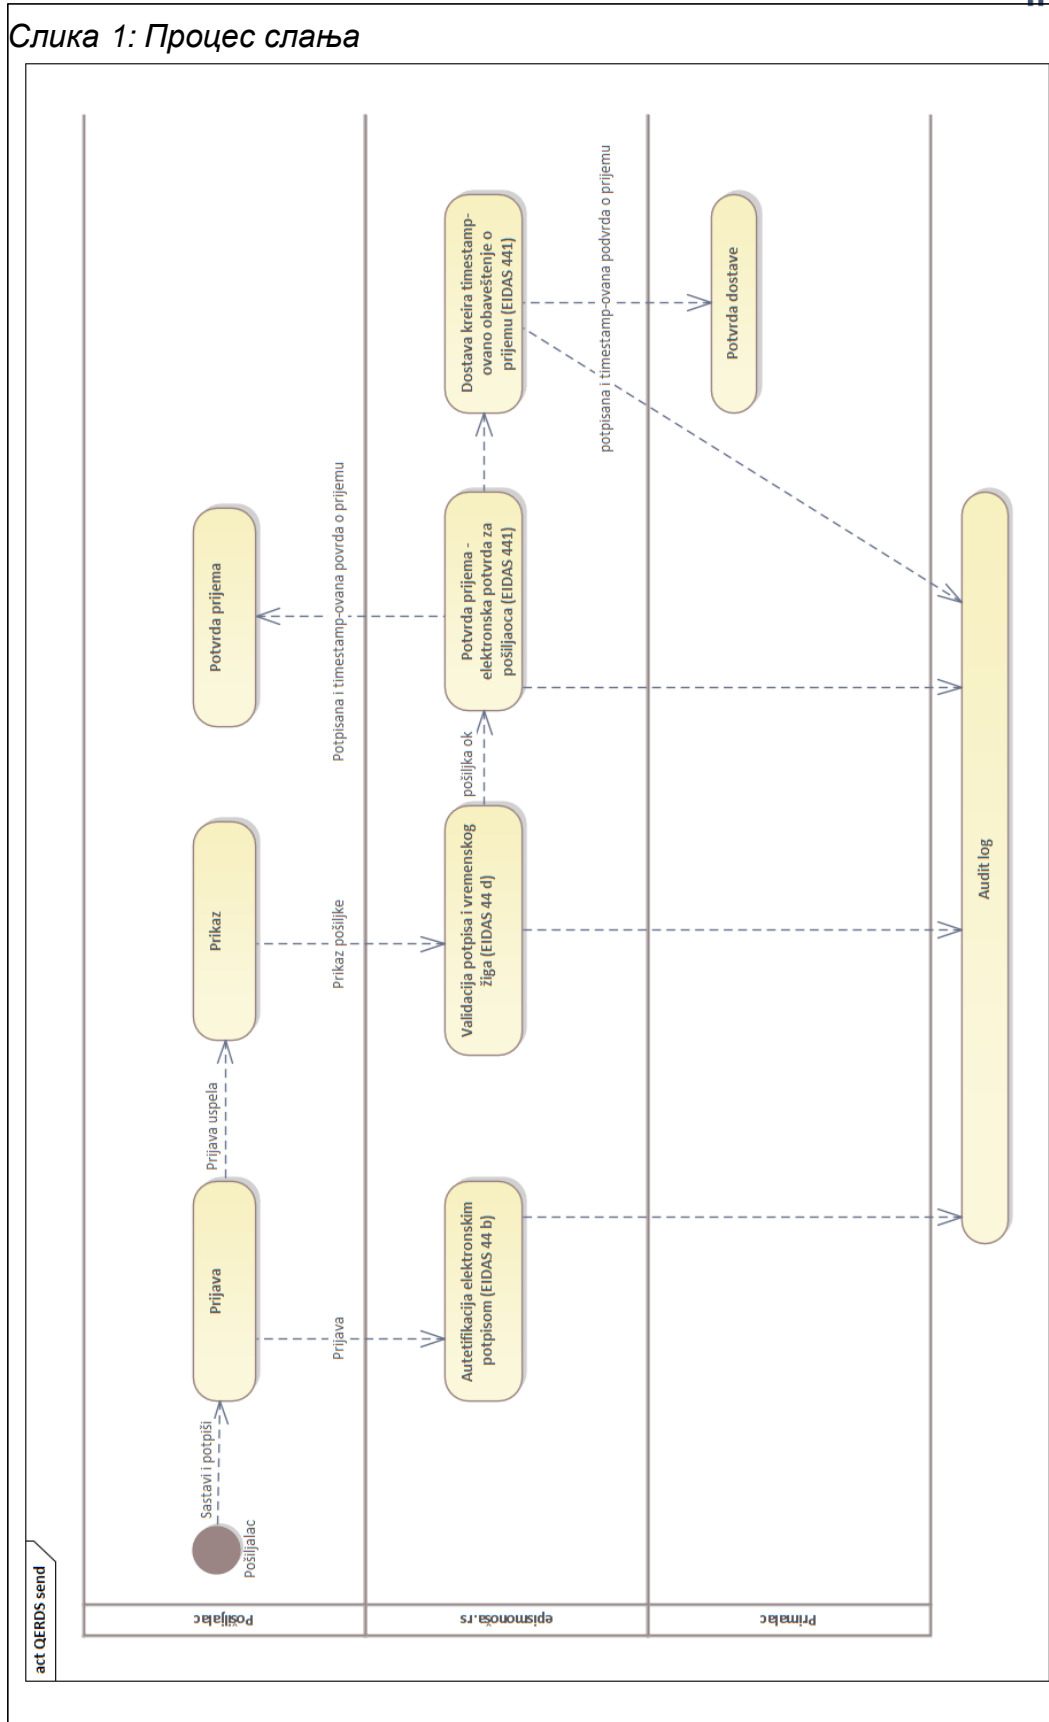 Слика 1: Процес слања
act QERDS send
Pošiljalac
epismonoša.rs
Primalac
Pošiljalac
Sastavi i potpiši
Prijava
Prijava uspela
Prikaz
Potvrda prijema
Prijava
Prikaz pošiljke
Potpisana i timestamp-ovana povrda o prijemu
Autetifikacija elektronskim
potpisom (EIDAS 44 b)
Validacija potpisa i vremenskog
žiga (EIDAS 44 d)
pošiljka ok
Potvrda prijema -
elektronska potvrda za
pošiljaoca (EIDAS 441)
Dostava kreira timestamp-
ovano obaveštenje o
prijemu (EIDAS 441)
potpisana i timestamp-ovana podvrda o prijemu
Potvrda dostave
Audit log